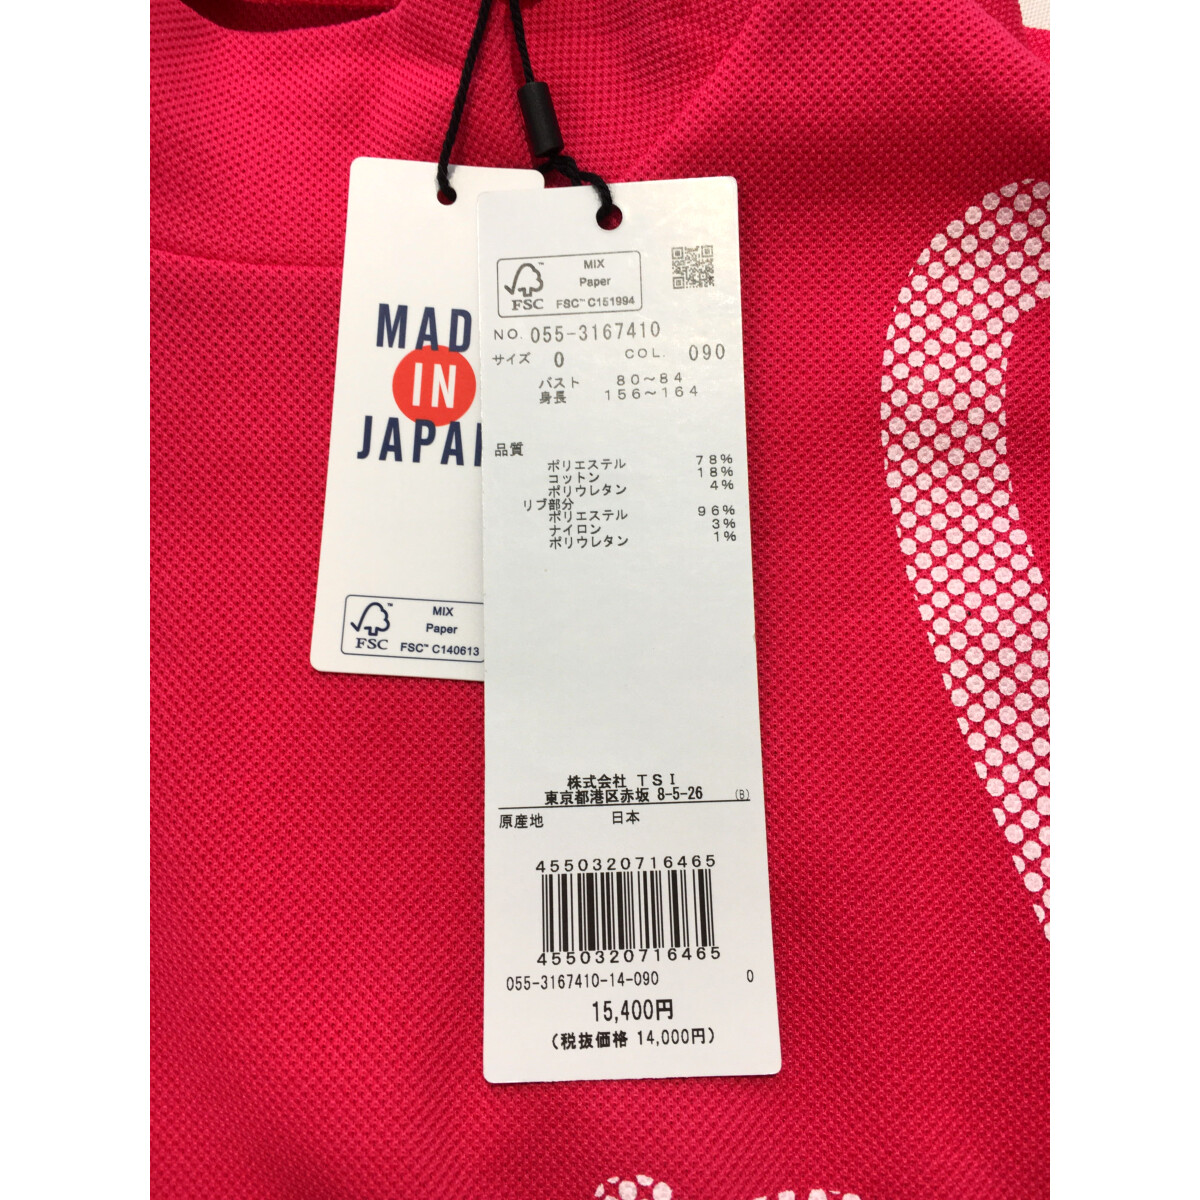 MAD
IN
JAPA
FSC
MIX
Paper
FSC™ C140613
FSC
MIX
Paper
FSC™ C151994
NO. 055-3167410
サイズ 0 COL. 090
バスト 80～84
身長 156～164
品質
ポリエステル 78%
コットン 18%
ポリウレタン 4%
リブ部分
ポリエステル 96%
ナイロン 3%
ポリウレタン 1%
株式会社 TSI
東京都港区赤坂 8-5-26 (B)
原産地 日本
4550320716465
4550320716465
055-3167410-14-090 0
15,400円
(税抜価格 14,000円)